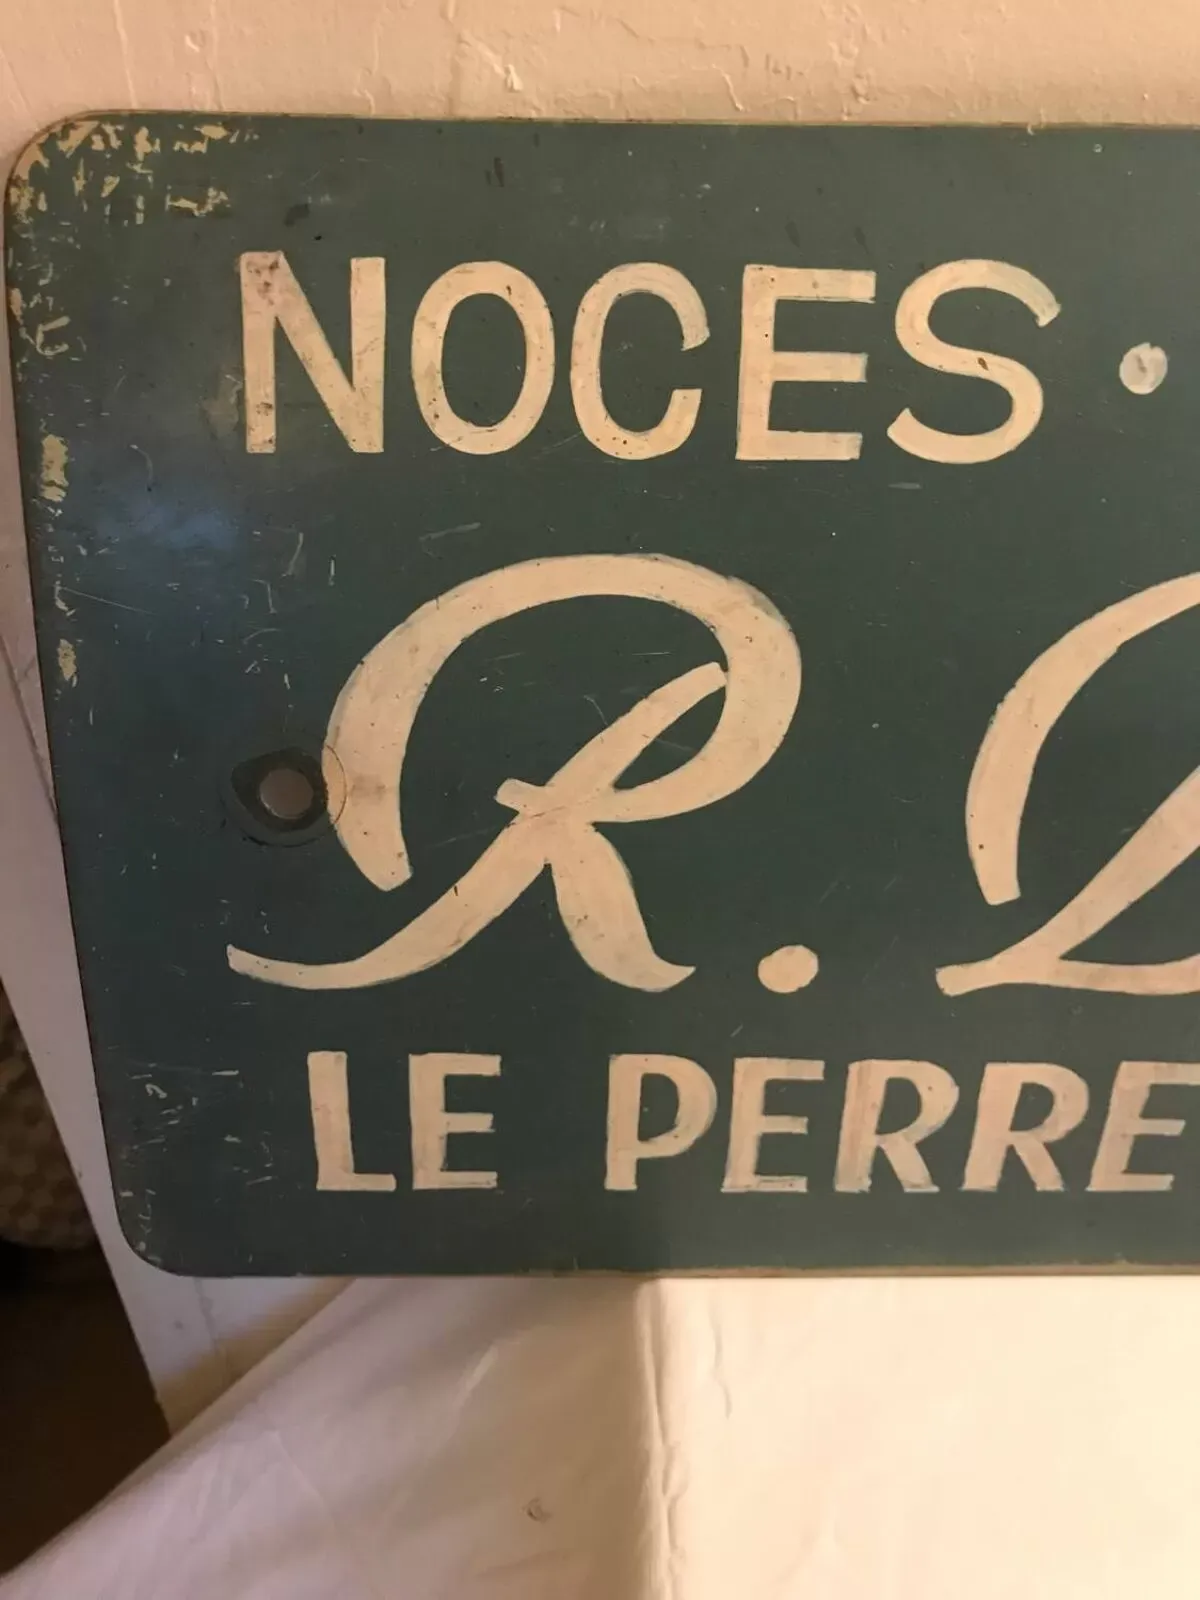 NOCES ·
R. D
LE PERRE